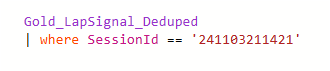 Gold_LapSignal_Deduped
| where SessionId == '241103211421'